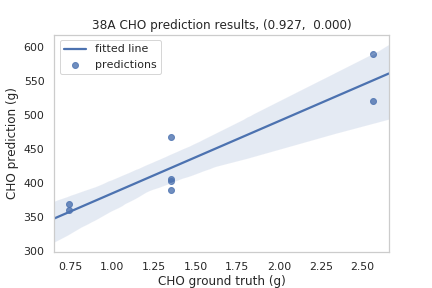 38A CHO prediction results, (0.927,  0.000)
fitted line
predictions
600
550
500
450
400
350
300
CHO prediction (g)
0.75 1.00 1.25 1.50 1.75 2.00 2.25 2.50
CHO ground truth (g)